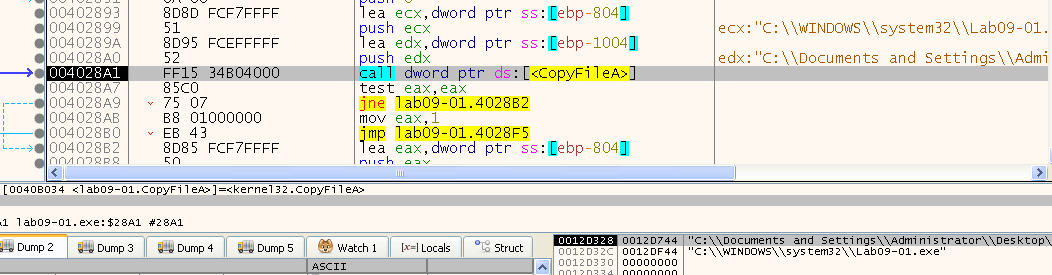 00402893 8D8D FCF7FFFF lea ecx,dword ptr ss:[ebp-804]
00402899 51 push ecx ecx:"C:\\WINDOWS\\system32\\Lab09-01.
0040289A 8D95 FCEFFFFF lea edx,dword ptr ss:[ebp-1004]
004028A0 52 push edx edx:"C:\\Documents and Settings\\Admi
004028A1 FF15 34B04000 call dword ptr ds:[<CopyFileA>]
004028A7 85C0 test eax,eax
004028A9 75 07 jne lab09-01.4028B2
004028AB B8 01000000 mov eax,1
004028B0 EB 43 jmp lab09-01.4028F5
004028B2 8D85 FCF7FFFF lea eax,dword ptr ss:[ebp-804]
004028B8 50 push eax
[0040B034 <lab09-01.CopyFileA>]=<kernel32.CopyFileA>
A1 lab09-01.exe:$28A1 #28A1
Dump 2 Dump 3 Dump 4 Dump 5 Watch 1 [x=] Locals Struct
ASCII
0012D328 0012D744 "C:\\Documents and Settings\\Administrator\\Desktop\
0012D32C 0012DF44 "C:\\WINDOWS\\system32\\Lab09-01.exe"
0012D330 00000000
0012D334 00000000